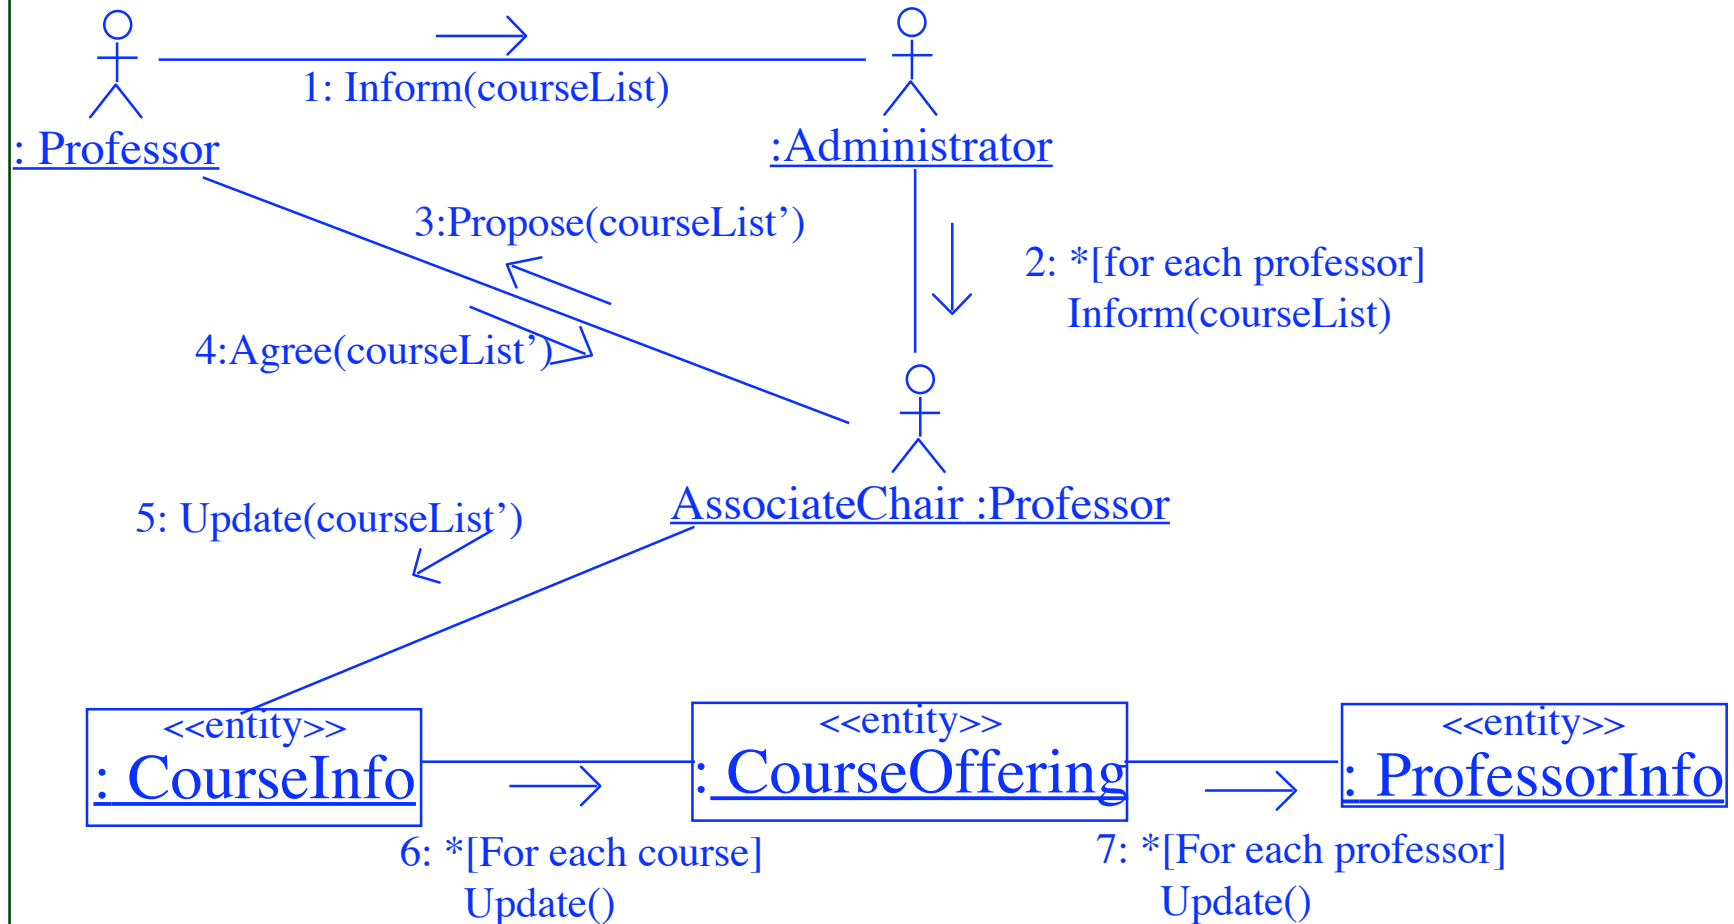 1: Inform(courseList)
: Professor
:Administrator
3:Propose(courseList’)
2: *[for each professor]
Inform(courseList)
4:Agree(courseList’)
AssociateChair :Professor
5: Update(courseList’)
<<entity>>
: CourseInfo
<<entity>>
: CourseOffering
<<entity>>
: ProfessorInfo
6: *[For each course]
Update()
7: *[For each professor]
Update()